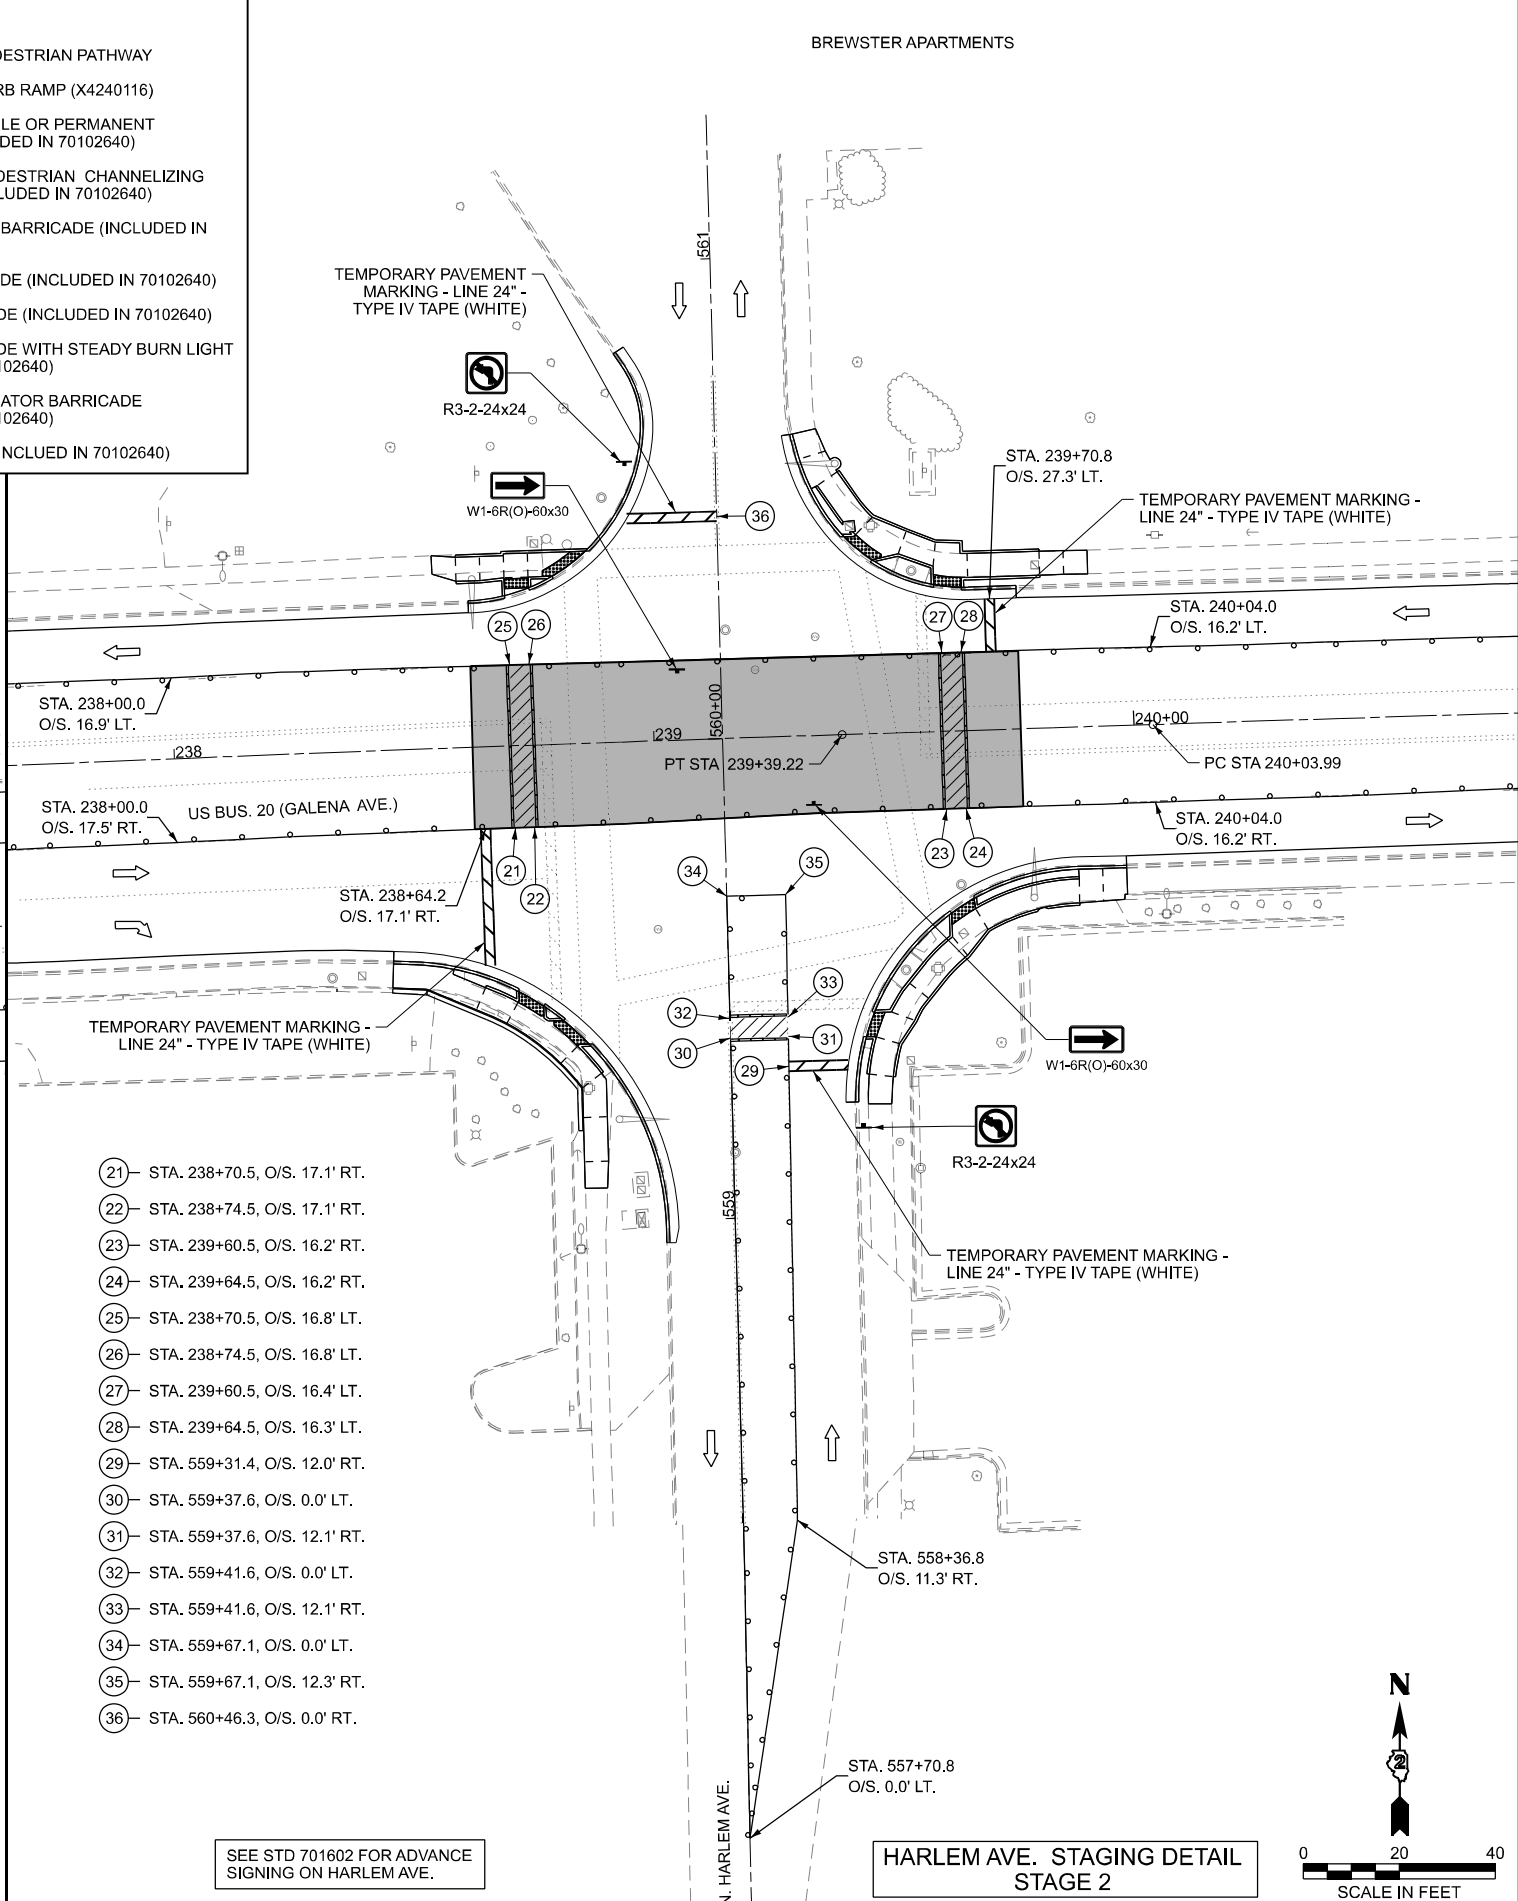 DESTRIAN PATHWAY
RB RAMP (X4240116)
LE OR PERMANENT
DED IN 70102640)
DESTRIAN CHANNELIZING
LUDED IN 70102640)
BARRICADE (INCLUDED IN
DE (INCLUDED IN 70102640)
DE (INCLUDED IN 70102640)
DE WITH STEADY BURN LIGHT
02640)
ATOR BARRICADE
02640)
NCLUED IN 70102640)
BREWSTER APARTMENTS
561
TEMPORARY PAVEMENT
MARKING - LINE 24" -
TYPE IV TAPE (WHITE)
R3-2-24x24
W1-6R(O)-60x30
36
STA. 239+70.8
O/S. 27.3' LT.
TEMPORARY PAVEMENT MARKING -
LINE 24" - TYPE IV TAPE (WHITE)
25
26
27
28
STA. 240+04.0
O/S. 16.2' LT.
STA. 238+00.0
O/S. 16.9' LT.
238
239
560+00
240+00
PT STA 239+39.22
PC STA 240+03.99
STA. 238+00.0
O/S. 17.5' RT.
US BUS. 20 (GALENA AVE.)
STA. 240+04.0
O/S. 16.2' RT.
21
22
23
24
STA. 238+64.2
O/S. 17.1' RT.
34
35
32
33
30
31
29
TEMPORARY PAVEMENT MARKING -
LINE 24" - TYPE IV TAPE (WHITE)
W1-6R(O)-60x30
R3-2-24x24
559
TEMPORARY PAVEMENT MARKING -
LINE 24" - TYPE IV TAPE (WHITE)
21 STA. 238+70.5, O/S. 17.1' RT.
22 STA. 238+74.5, O/S. 17.1' RT.
23 STA. 239+60.5, O/S. 16.2' RT.
24 STA. 239+64.5, O/S. 16.2' RT.
25 STA. 238+70.5, O/S. 16.8' LT.
26 STA. 238+74.5, O/S. 16.8' LT.
27 STA. 239+60.5, O/S. 16.4' LT.
28 STA. 239+64.5, O/S. 16.3' LT.
29 STA. 559+31.4, O/S. 12.0' RT.
30 STA. 559+37.6, O/S. 0.0' LT.
31 STA. 559+37.6, O/S. 12.1' RT.
32 STA. 559+41.6, O/S. 0.0' LT.
33 STA. 559+41.6, O/S. 12.1' RT.
34 STA. 559+67.1, O/S. 0.0' LT.
35 STA. 559+67.1, O/S. 12.3' RT.
36 STA. 560+46.3, O/S. 0.0' RT.
STA. 558+36.8
O/S. 11.3' RT.
STA. 557+70.8
O/S. 0.0' LT.
N. HARLEM AVE.
SEE STD 701602 FOR ADVANCE
SIGNING ON HARLEM AVE.
HARLEM AVE. STAGING DETAIL
STAGE 2
N
2
0 20 40
SCALE IN FEET